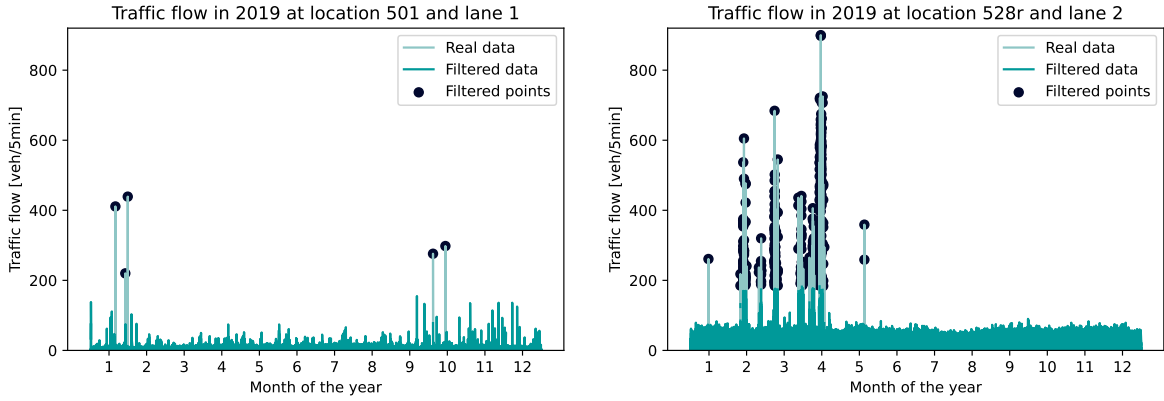 Traffic flow in 2019 at location 501 and lane 1
Real data
Filtered data
Filtered points
800
600
400
200
0
Traffic flow [veh/5min]
1 2 3 4 5 6 7 8 9 10 11 12
Month of the year
Traffic flow in 2019 at location 528r and lane 2
Real data
Filtered data
Filtered points
800
600
400
200
0
Traffic flow [veh/5min]
1 2 3 4 5 6 7 8 9 10 11 12
Month of the year